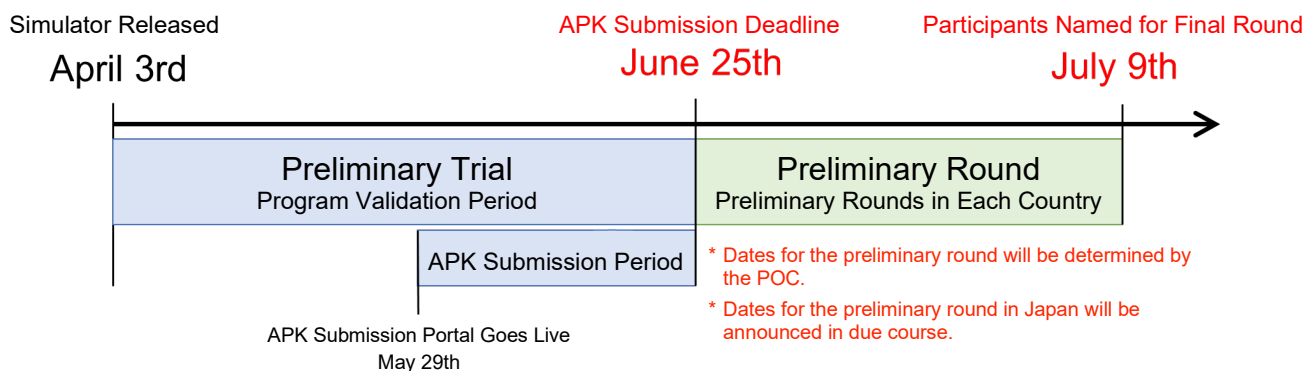 Simulator Released
April 3rd
APK Submission Deadline
June 25th
Participants Named for Final Round
July 9th
Preliminary Trial
Program Validation Period
Preliminary Round
Preliminary Rounds in Each Country
APK Submission Period
* Dates for the preliminary round will be determined by
the POC.
* Dates for the preliminary round in Japan will be
announced in due course.
APK Submission Portal Goes Live
May 29th